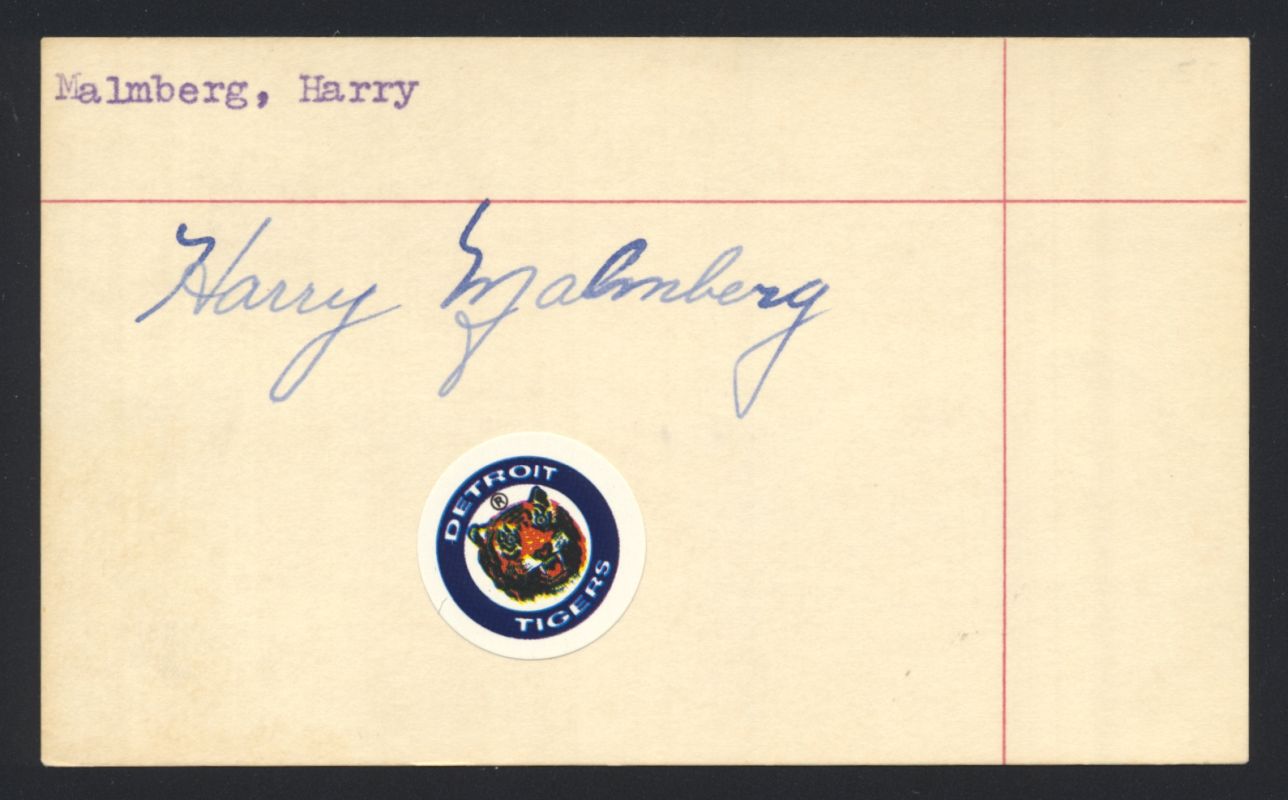 Malmberg, Harry
Harry Malmberg
DETROIT
®
TIGERS